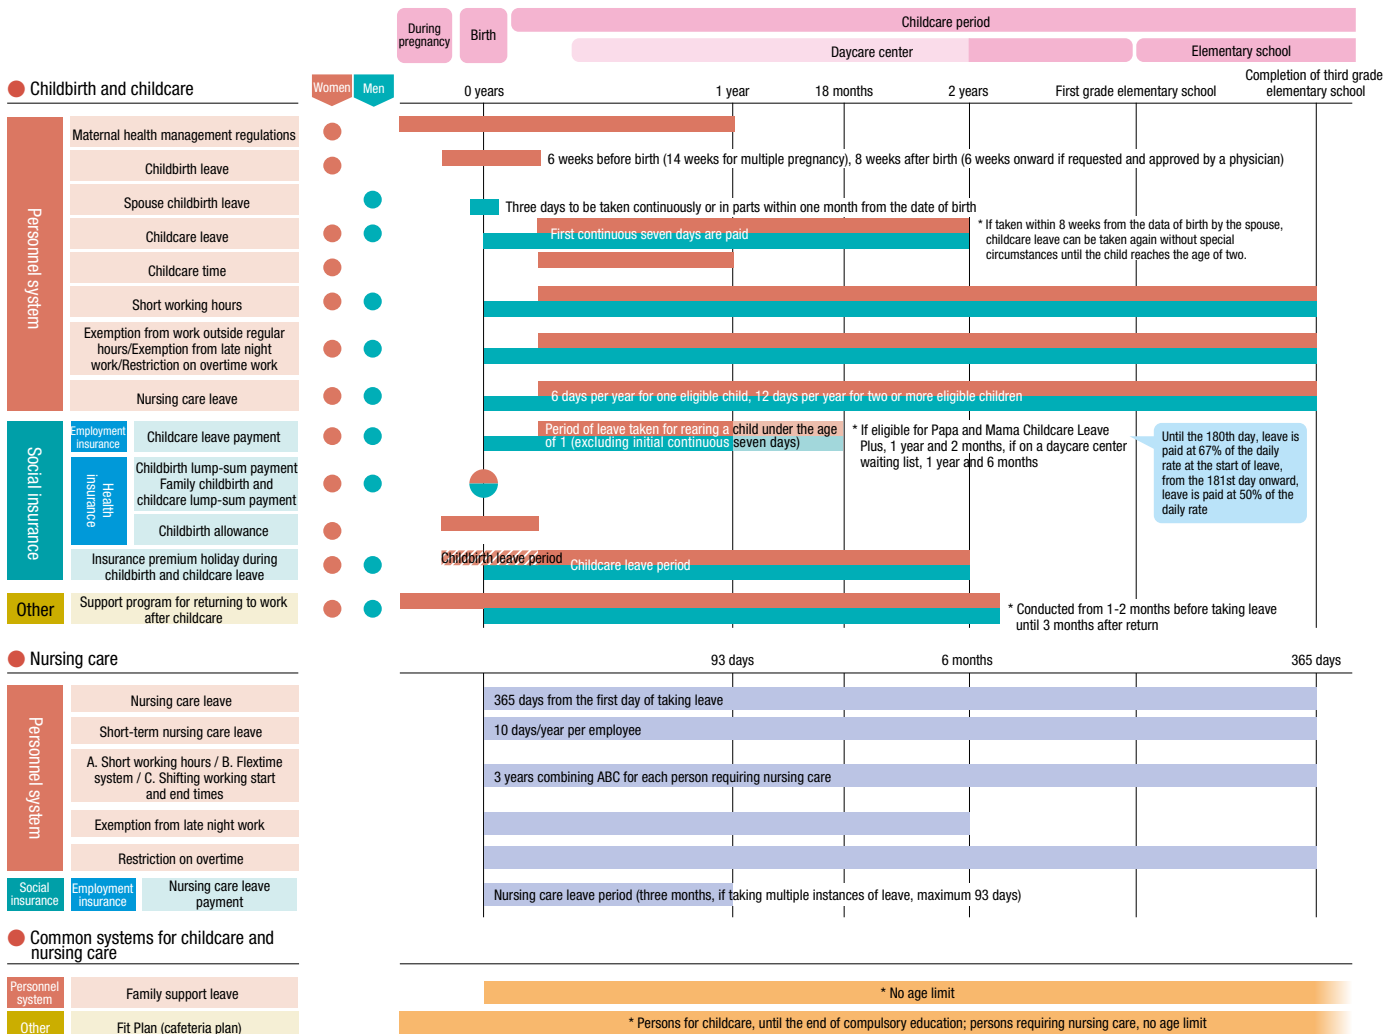 During
pregnancy
Birth
Childcare period
Daycare center
Elementary school
Childbirth and childcare
Women
Men
0 years
1 year
18 months
2 years
First grade elementary school
Completion of third grade
elementary school
Personnel system
Maternal health management regulations
Childbirth leave
6 weeks before birth (14 weeks for multiple pregnancy), 8 weeks after birth (6 weeks onward if requested and approved by a physician)
Spouse childbirth leave
Three days to be taken continuously or in parts within one month from the date of birth
Childcare leave
First continuous seven days are paid
* If taken within 8 weeks from the data of birth by the spouse,
childcare leave can be taken again without special
circumstances until the child reaches the age of two.
Childcare time
Short working hours
Exemption from work outside regular
hours/Exemption from late night
work/Restriction on overtime work
Nursing care leave
6 days per year for one eligible child, 12 days per year for two or more eligible children
Social insurance
Employment
insurance
Childcare leave payment
Period of leave taken for rearing a child under the age
of 1 (excluding initial continuous seven days)
* If eligible for Papa and Mama Childcare Leave
Plus, 1 year and 2 months, if on a daycare center
waiting list, 1 year and 6 months
Until the 180th day, leave is
paid at 67% of the daily
rate at the start of leave,
from the 181st day onward,
leave is paid at 50% of the
daily rate
Health
insurance
Childbirth lump-sum payment
Family childbirth and
childcare lump-sum payment
Childbirth allowance
Insurance premium holiday during
childbirth and childcare leave
Childbirth leave period
Childcare leave period
Other
Support program for returning to work
after childcare
* Conducted from 1-2 months before taking leave
until 3 months after return
Nursing care
93 days
6 months
365 days
Personnel system
Nursing care leave
365 days from the first day of taking leave
Short-term nursing care leave
10 days/year per employee
A. Short working hours / B. Flextime
system / C. Shifting working start
and end times
3 years combining ABC for each person requiring nursing care
Exemption from late night work
Restriction on overtime
Social
insurance
Employment
insurance
Nursing care leave
payment
Nursing care leave period (three months, if taking multiple instances of leave, maximum 93 days)
Common systems for childcare and
nursing care
Personnel
system
Family support leave
* No age limit
Other
Fit Plan (cafeteria plan)
* Persons for childcare, until the end of compulsory education; persons requiring nursing care, no age limit